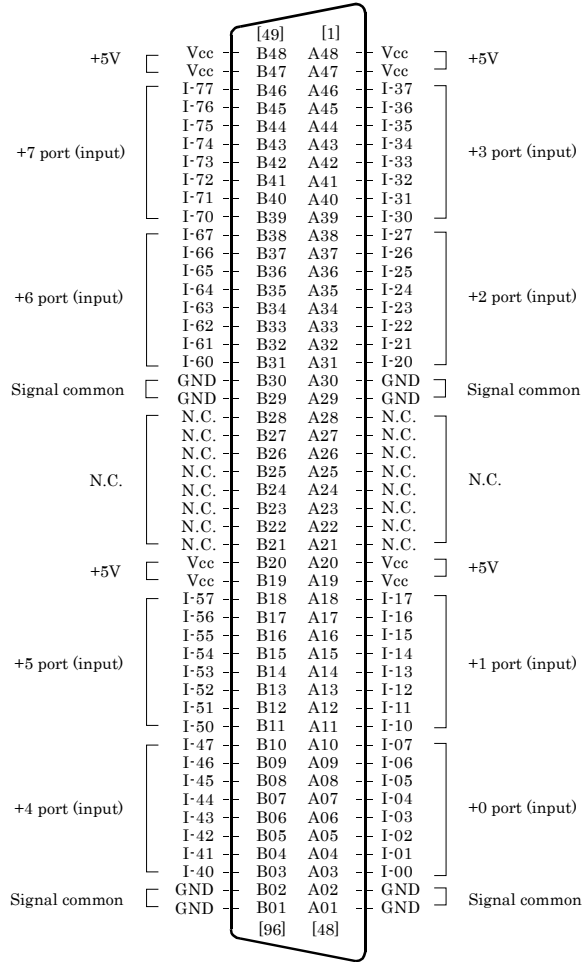 [49] [1]
+5V Vcc B48 A48 Vcc +5V
Vcc B47 A47 Vcc
I-77 B46 A46 I-37
I-76 B45 A45 I-36
I-75 B44 A44 I-35
I-74 B43 A43 I-34
+7 port (input) I-73 B42 A42 I-33 +3 port (input)
I-72 B41 A41 I-32
I-71 B40 A40 I-31
I-70 B39 A39 I-30
I-67 B38 A38 I-27
I-66 B37 A37 I-26
I-65 B36 A36 I-25
+6 port (input) I-64 B35 A35 I-24 +2 port (input)
I-63 B34 A34 I-23
I-62 B33 A33 I-22
I-61 B32 A32 I-21
I-60 B31 A31 I-20
Signal common GND B30 A30 GND Signal common
GND B29 A29 GND
N.C. B28 A28 N.C.
N.C. B27 A27 N.C.
N.C. B26 A26 N.C.
N.C. N.C. B25 A25 N.C. N.C.
N.C. B24 A24 N.C.
N.C. B23 A23 N.C.
N.C. B22 A22 N.C.
N.C. B21 A21 N.C.
+5V Vcc B20 A20 Vcc +5V
Vcc B19 A19 Vcc
I-57 B18 A18 I-17
I-56 B17 A17 I-16
I-55 B16 A16 I-15
I-54 B15 A15 I-14
+5 port (input) I-53 B14 A14 I-13 +1 port (input)
I-52 B13 A13 I-12
I-51 B12 A12 I-11
I-50 B11 A11 I-10
I-47 B10 A10 I-07
I-46 B09 A09 I-06
I-45 B08 A08 I-05
+4 port (input) I-44 B07 A07 I-04 +0 port (input)
I-43 B06 A06 I-03
I-42 B05 A05 I-02
I-41 B04 A04 I-01
I-40 B03 A03 I-00
Signal common GND B02 A02 GND Signal common
GND B01 A01 GND
[96] [48]